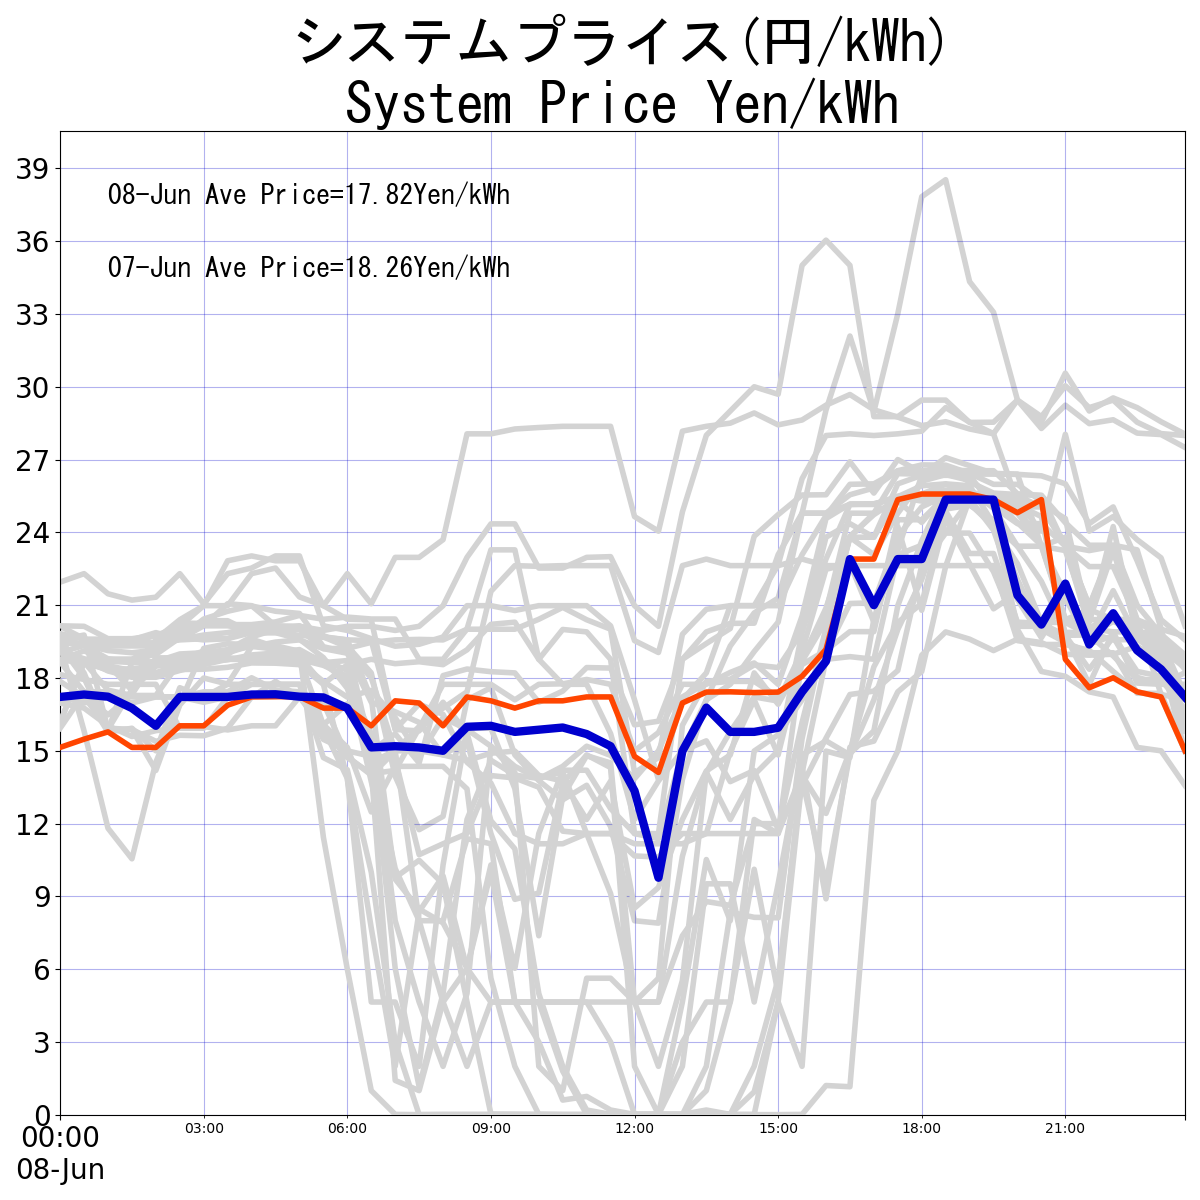 システムプライス(円/kWh)
System Price Yen/kWh
39
08-Jun Ave Price=17.82Yen/kWh
36
07-Jun Ave Price=18.26Yen/kWh
33
30
27
24
21
18
15
12
9
6
3
0
00:00 03:00 06:00 09:00 12:00 15:00 18:00 21:00
08-Jun